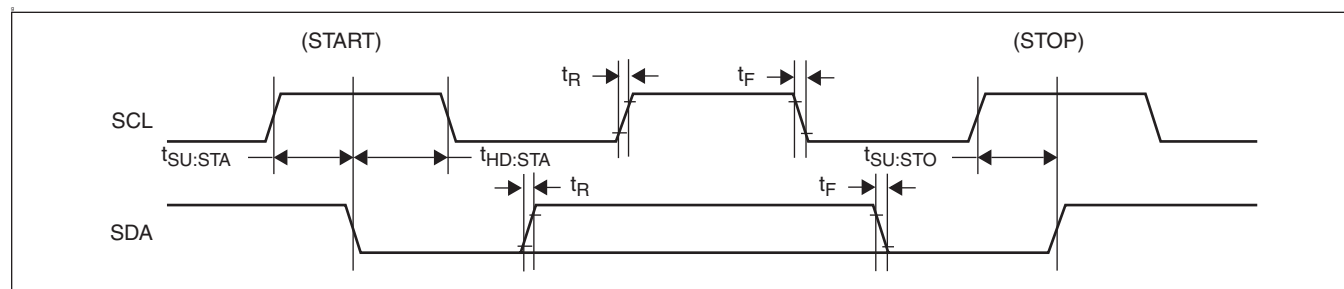 (START) (STOP)
tR tF
SCL
tSU:STA tHD:STA tSU:STO
tR tF
SDA